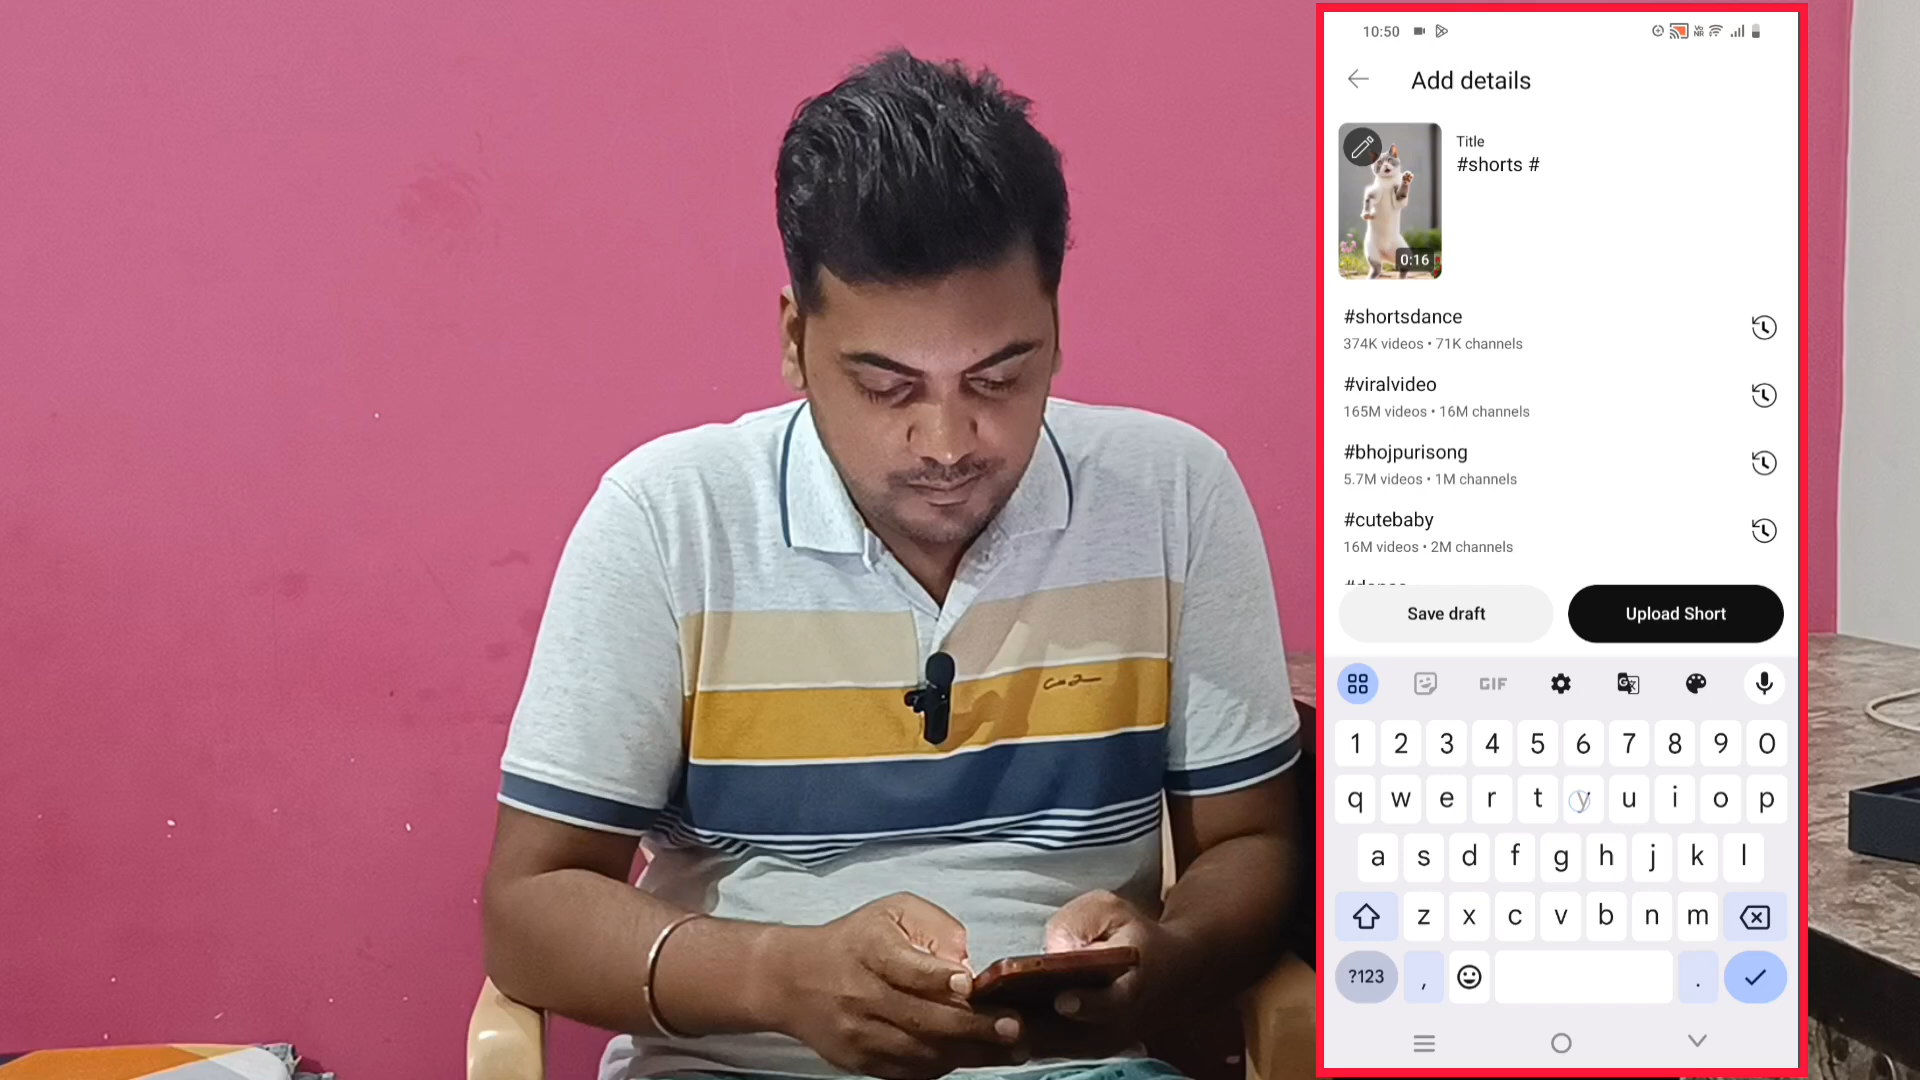 10:50
Add details
Title
#shorts #
0:16
#shortsdance
374K videos • 71K channels
#viralvideo
165M videos • 16M channels
#bhojpurisong
5.7M videos • 1M channels
#cutebaby
16M videos • 2M channels
Save draft
Upload Short
GIF
1 2 3 4 5 6 7 8 9 0
q w e r t y u i o p
a s d f g h j k l
z x c v b n m
?123 , .